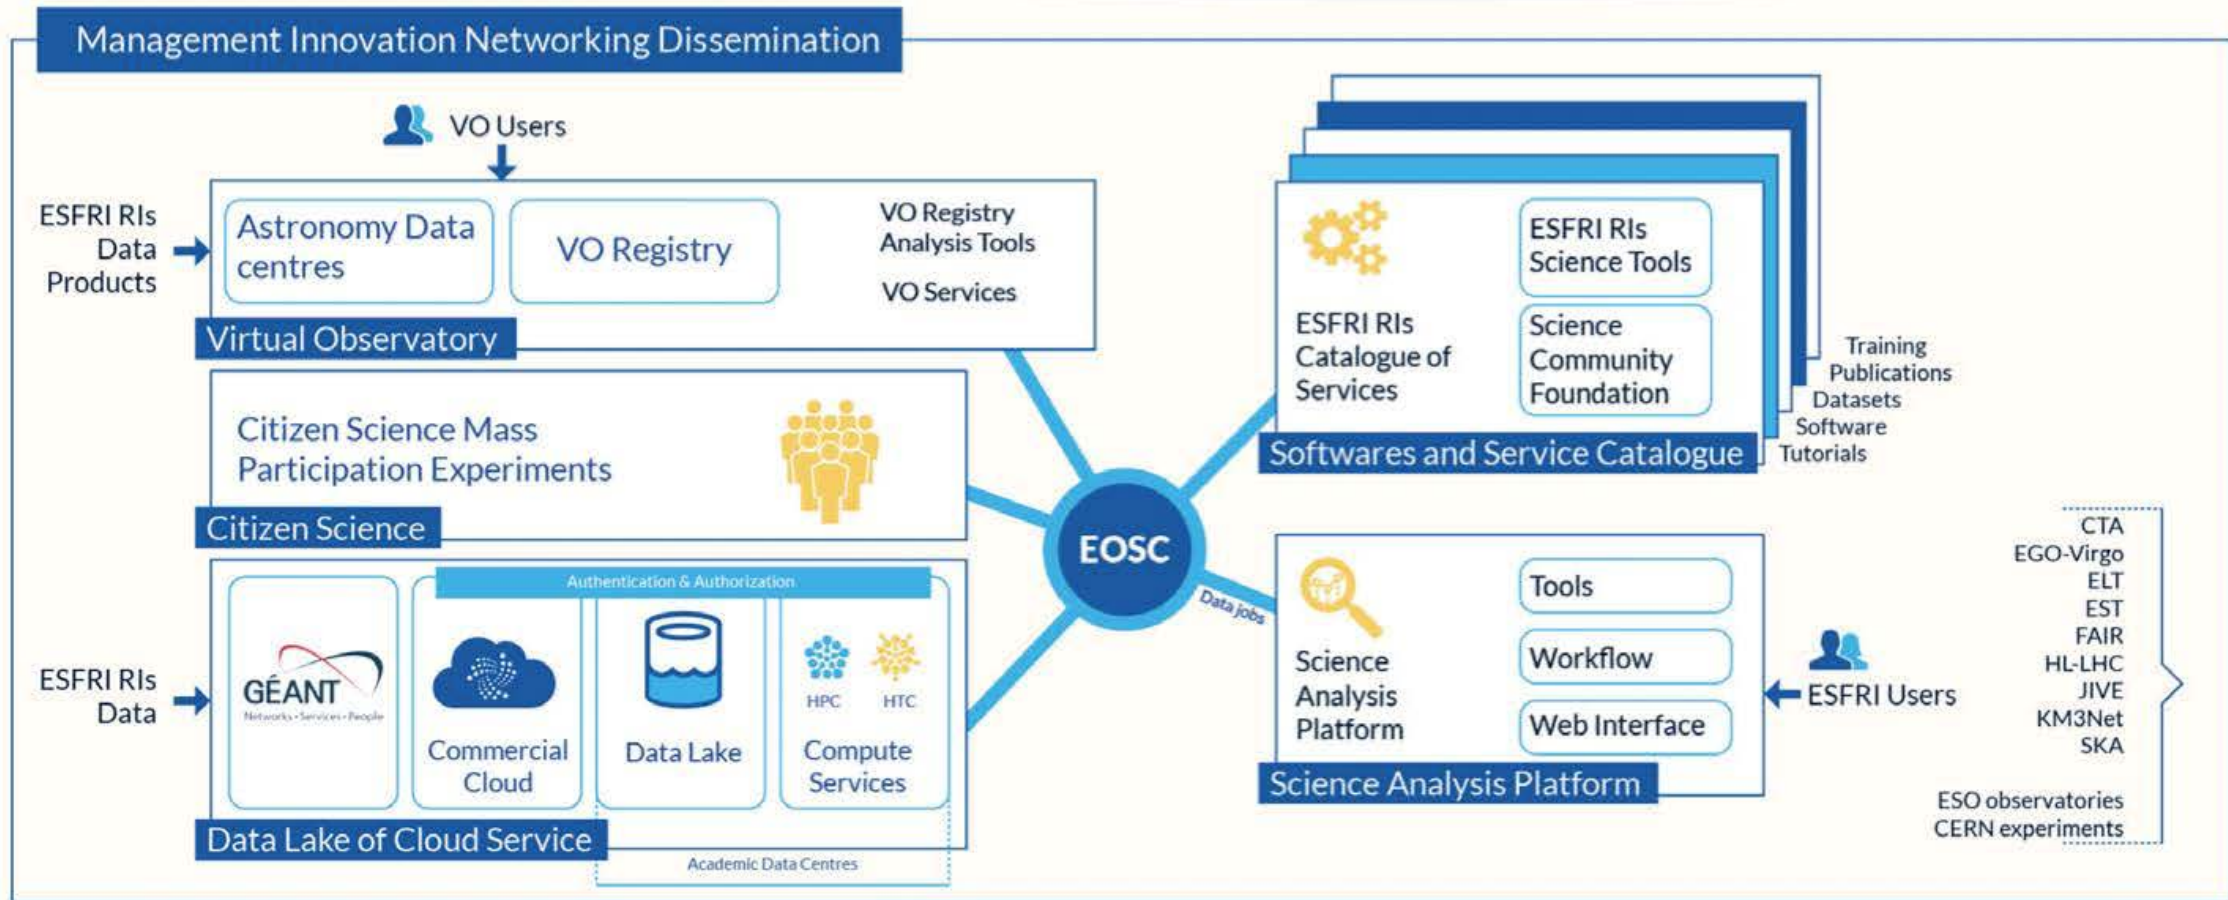 Management Innovation Networking Dissemination
VO Users
ESFRI RIs
Data
Products
Astronomy Data
centres
VO Registry
VO Registry
Analysis Tools
VO Services
Virtual Observatory
Citizen Science Mass
Participation Experiments
Citizen Science
ESFRI RIs
Data
Authentication & Authorization
GÉANT
Networks • Services • People
Commercial
Cloud
Data Lake
HPC
HTC
Compute
Services
Data Lake of Cloud Service
Academic Data Centres
EOSC
Data jobs
ESFRI RIs
Catalogue of
Services
ESFRI RIs
Science Tools
Science
Community
Foundation
Softwares and Service Catalogue
Training
Publications
Datasets
Software
Tutorials
Science
Analysis
Platform
Tools
Workflow
Web Interface
Science Analysis Platform
ESFRI Users
CTA
EGO-Virgo
ELT
EST
FAIR
HL-LHC
JIVE
KM3Net
SKA
ESO observatories
CERN experiments